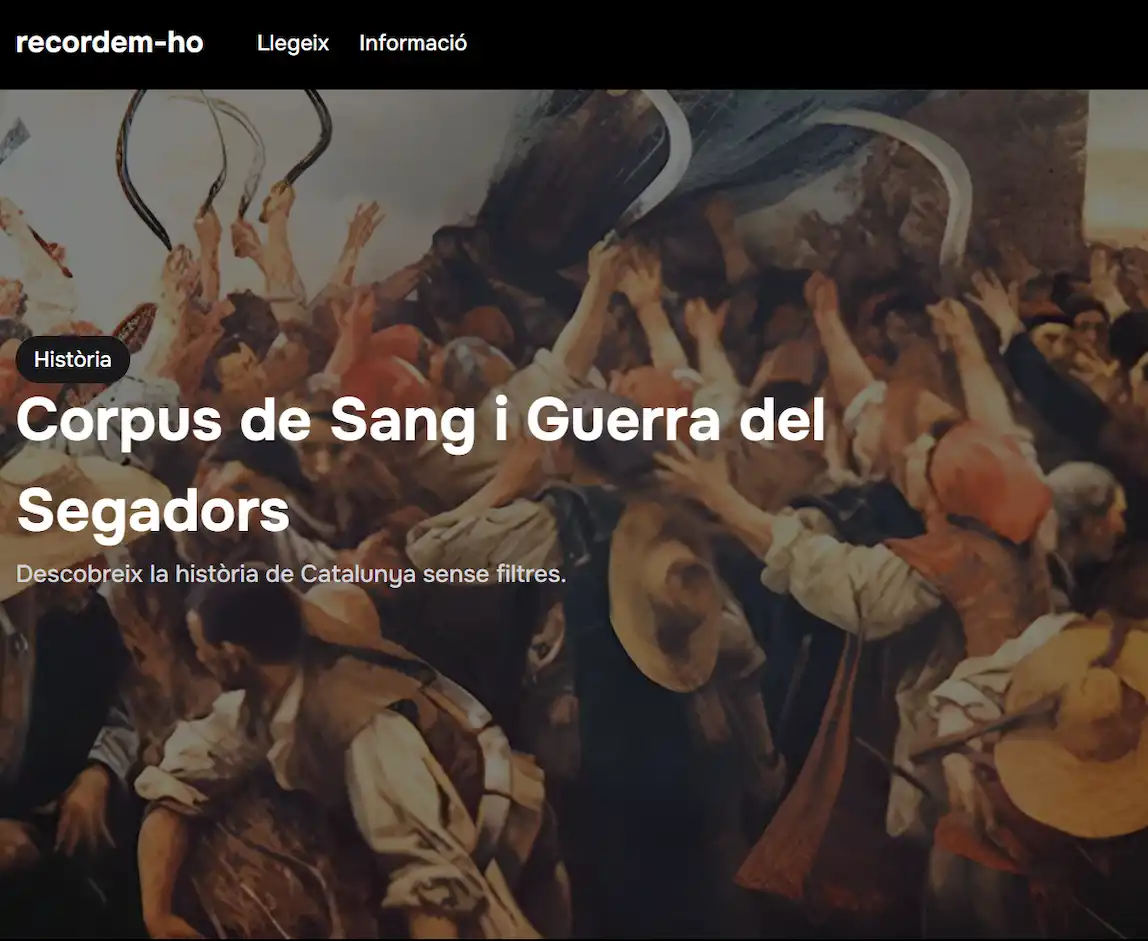 recordem-ho Llegeix Informació
Història
Corpus de Sang i Guerra del
Segadors
Descobreix la història de Catalunya sense filtres.